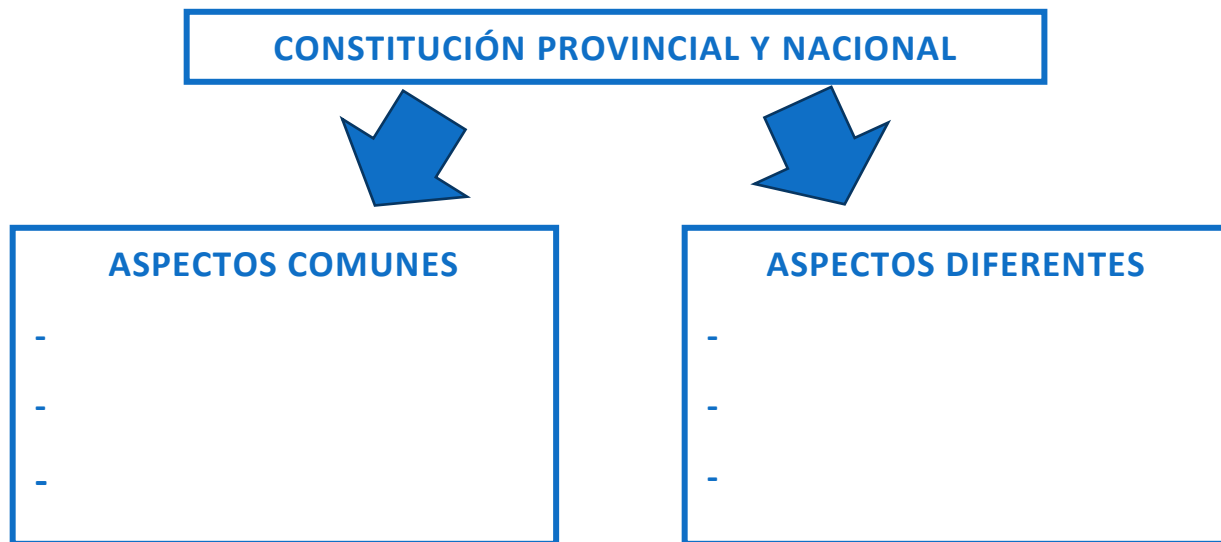 CONSTITUCIÓN PROVINCIAL Y NACIONAL
ASPECTOS COMUNES
-
-
-
ASPECTOS DIFERENTES
-
-
-